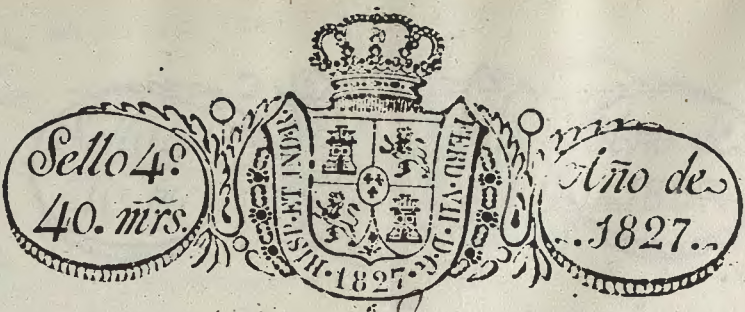 Sello 4º
40. mrs.
HISP. ET IND. R.
FERD. VII. D. G.
·1827·
Año de
1827.